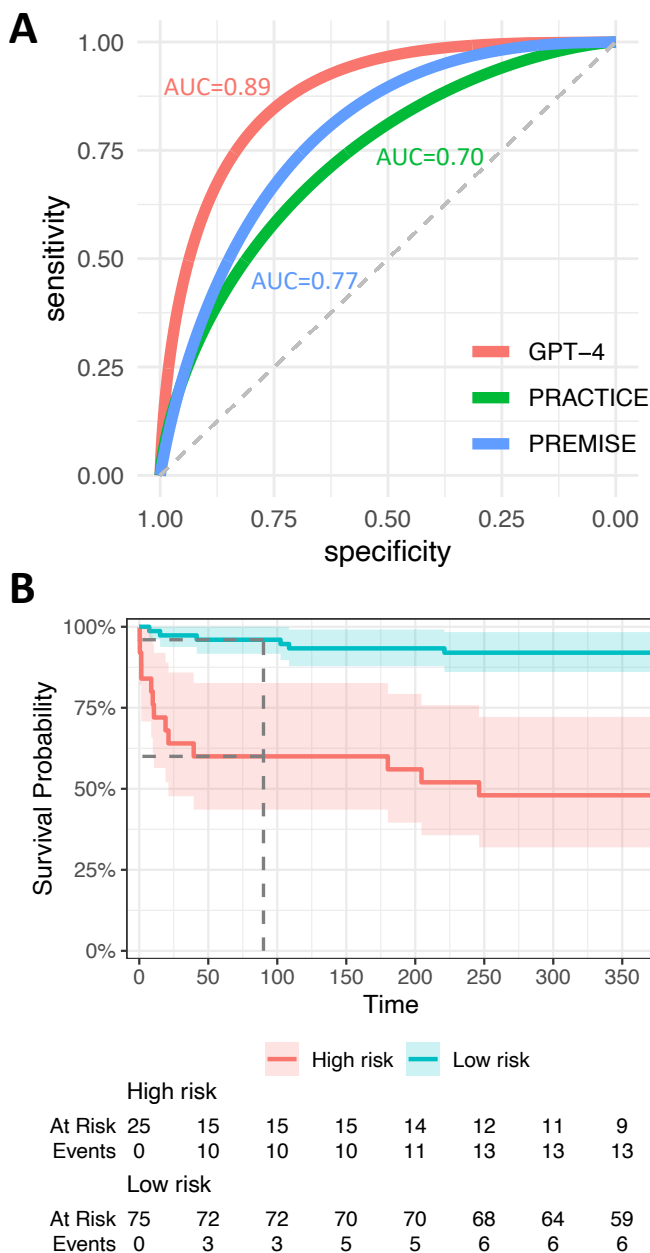 A
1.00
0.75
0.50
0.25
0.00
sensitivity
AUC=0.89
AUC=0.70
AUC=0.77
GPT−4
PRACTICE
PREMISE
1.00 0.75 0.50 0.25 0.00
specificity
B
100%
75%
50%
25%
0%
Survival Probability
0 50 100 150 200 250 300 350
Time
High risk Low risk
High risk
At Risk 25 15 15 15 14 12 11 9
Events 0 10 10 10 11 13 13 13
Low risk
At Risk 75 72 72 70 70 68 64 59
Events 0 3 3 5 5 6 6 6